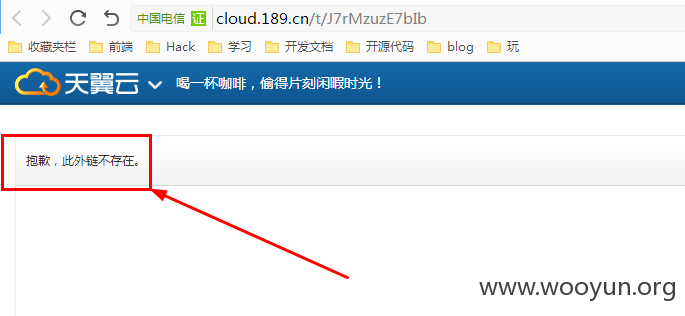 中国电信 证 cloud.189.cn/t/J7rMzuzE7bIb
收藏夹栏 前端 Hack 学习 开发文档 开源代码 blog 玩
天翼云 喝一杯咖啡，偷得片刻闲暇时光！
抱歉，此外链不存在。
www.wooyun.org